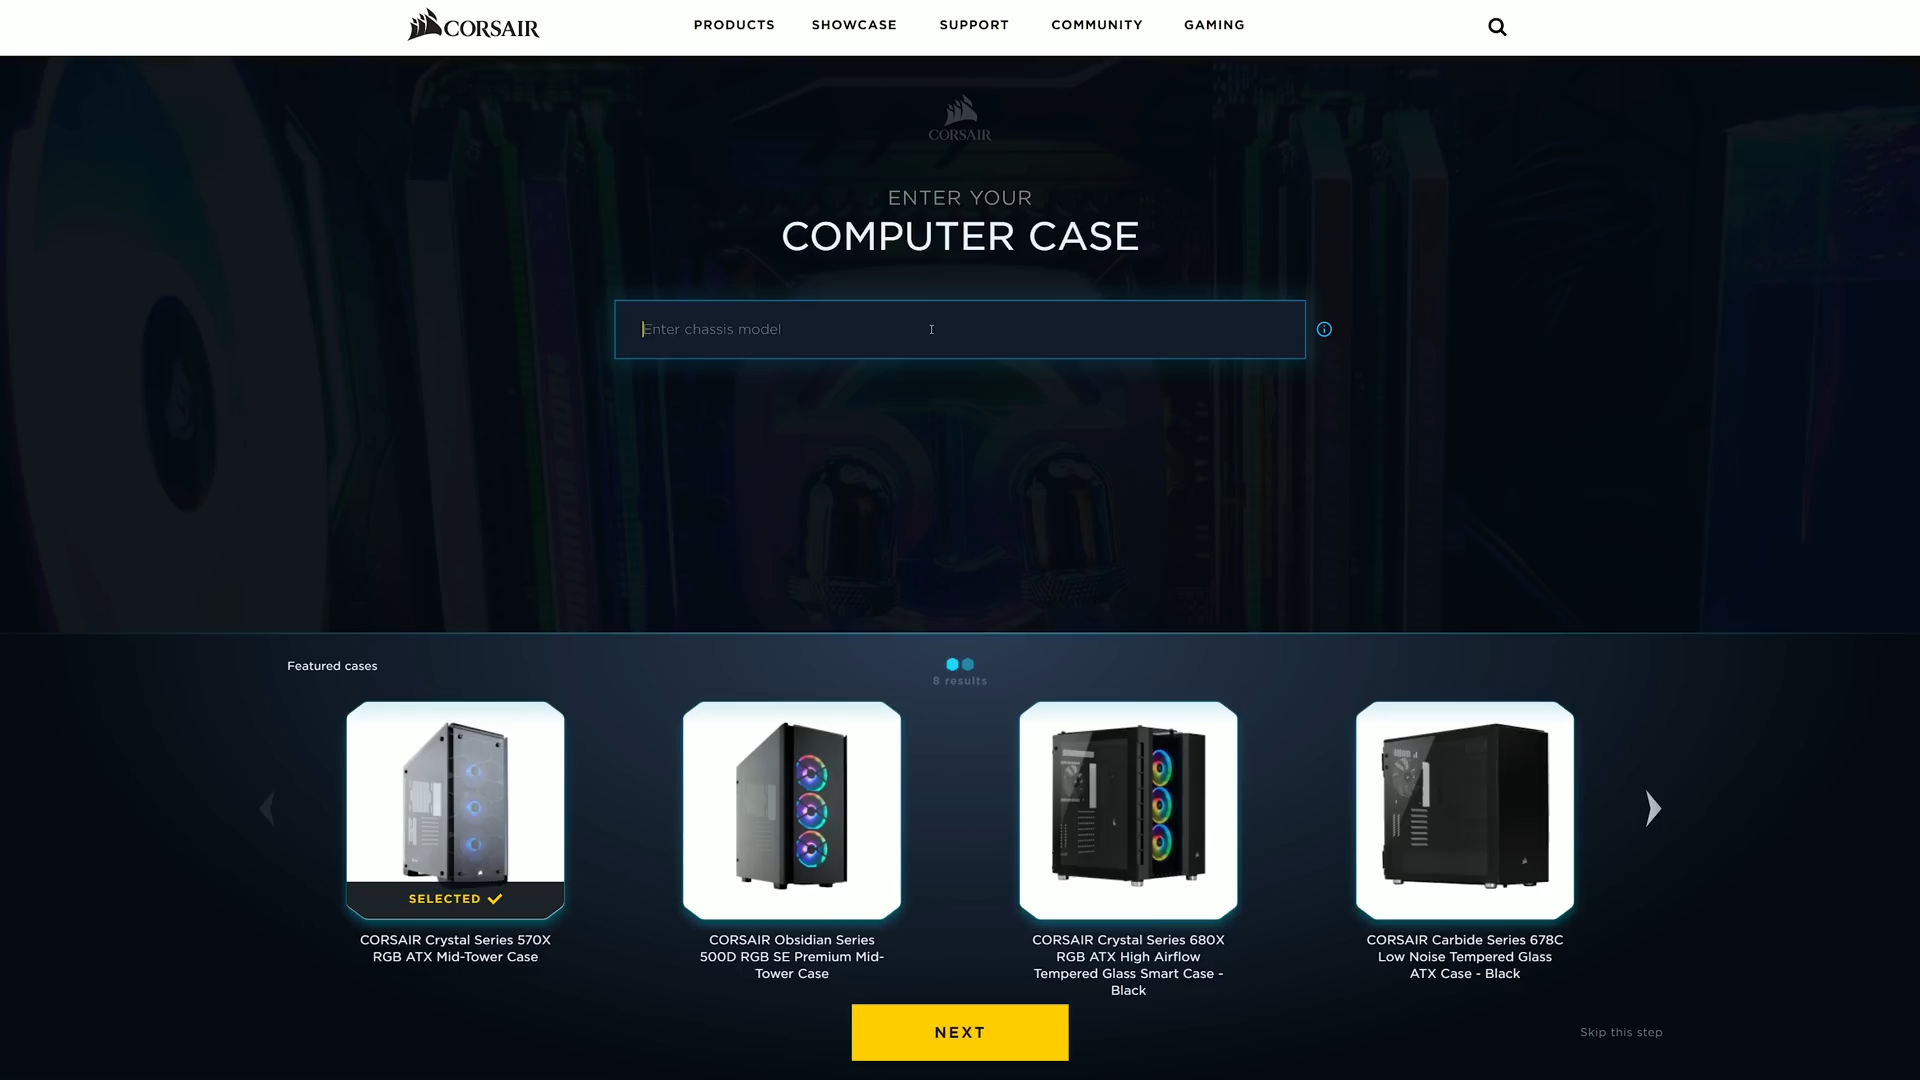 CORSAIR
PRODUCTS
SHOWCASE
SUPPORT
COMMUNITY
GAMING
CORSAIR
ENTER YOUR
COMPUTER CASE
Enter chassis model
Featured cases
8 results
SELECTED
CORSAIR Crystal Series 570X
RGB ATX Mid-Tower Case
CORSAIR Obsidian Series
500D RGB SE Premium Mid-
Tower Case
CORSAIR Crystal Series 680X
RGB ATX High Airflow
Tempered Glass Smart Case -
Black
CORSAIR Carbide Series 678C
Low Noise Tempered Glass
ATX Case - Black
NEXT
Skip this step